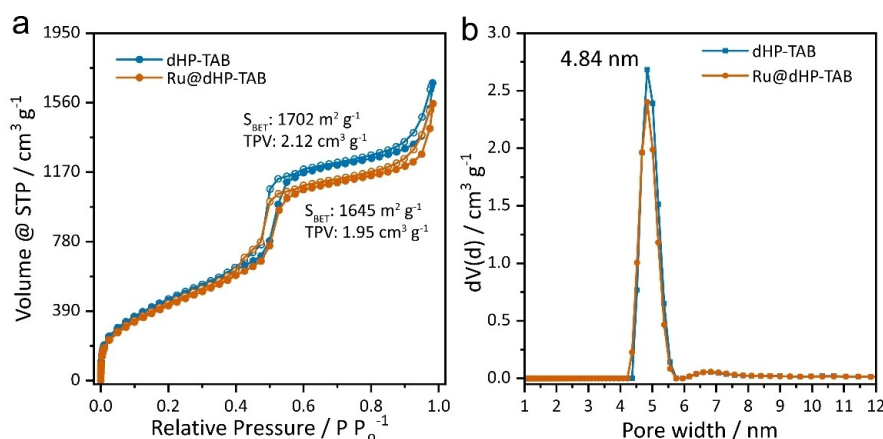 a
1950
1560
1170
780
390
0
Volume @ STP / cm³ g⁻¹
dHP-TAB
Ru@dHP-TAB
S_BET: 1702 m² g⁻¹
TPV: 2.12 cm³ g⁻¹
S_BET: 1645 m² g⁻¹
TPV: 1.95 cm³ g⁻¹
0.0 0.2 0.4 0.6 0.8 1.0
Relative Pressure / P P₀⁻¹
b
3.0
2.5
2.0
1.5
1.0
0.5
0.0
dV(d) / cm³ g⁻¹
4.84 nm
dHP-TAB
Ru@dHP-TAB
1 2 3 4 5 6 7 8 9 10 11 12
Pore width / nm